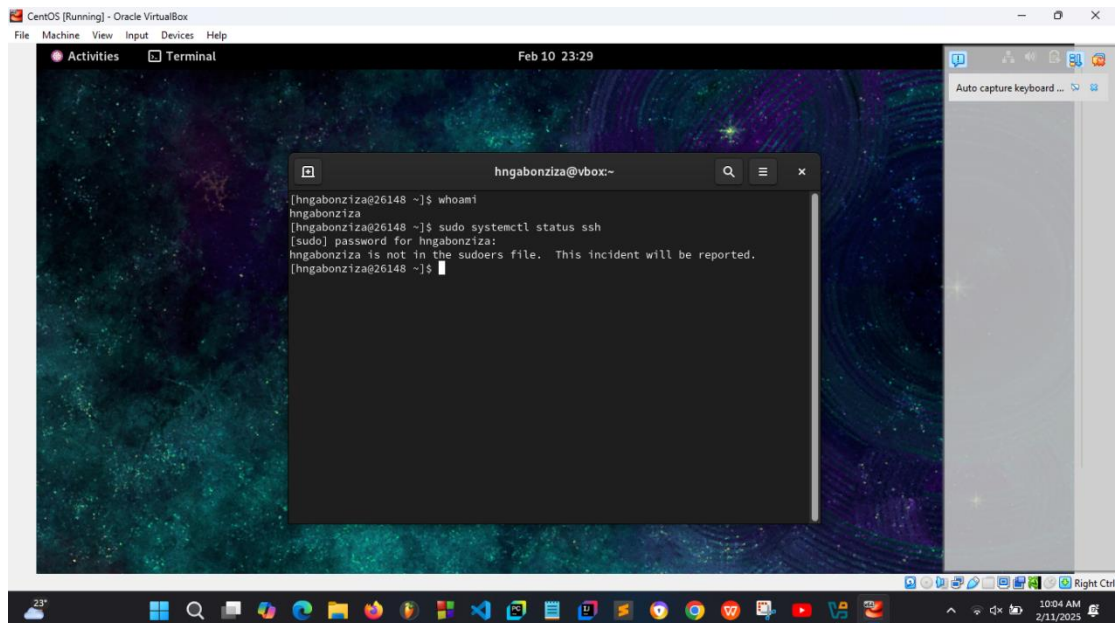 CentOS [Running] - Oracle VirtualBox
File Machine View Input Devices Help
Activities Terminal Feb 10 23:29
Auto capture keyboard ...
hngabonziza@vbox:~
[hngabonziza@26148 ~]$ whoami
hngabonziza
[hngabonziza@26148 ~]$ sudo systemctl status ssh
[sudo] password for hngabonziza:
hngabonziza is not in the sudoers file.  This incident will be reported.
[hngabonziza@26148 ~]$
Right Ctrl
23°
10:04 AM
2/11/2025